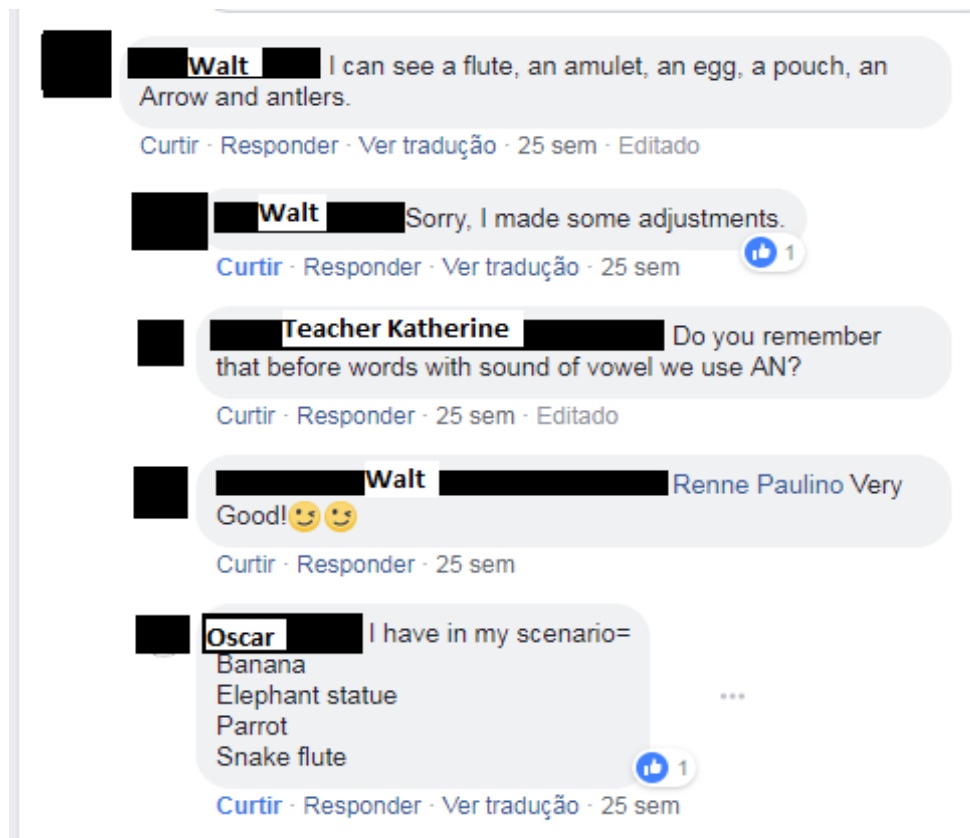 Walt I can see a flute, an amulet, an egg, a pouch, an
Arrow and antlers.
Curtir · Responder · Ver tradução · 25 sem · Editado
Walt Sorry, I made some adjustments.
1
Curtir · Responder · Ver tradução · 25 sem
Teacher Katherine Do you remember
that before words with sound of vowel we use AN?
Curtir · Responder · 25 sem · Editado
Walt Renne Paulino Very
Good!😉😉
Curtir · Responder · 25 sem
Oscar I have in my scenario=
Banana
Elephant statue
Parrot
Snake flute
1
Curtir · Responder · Ver tradução · 25 sem